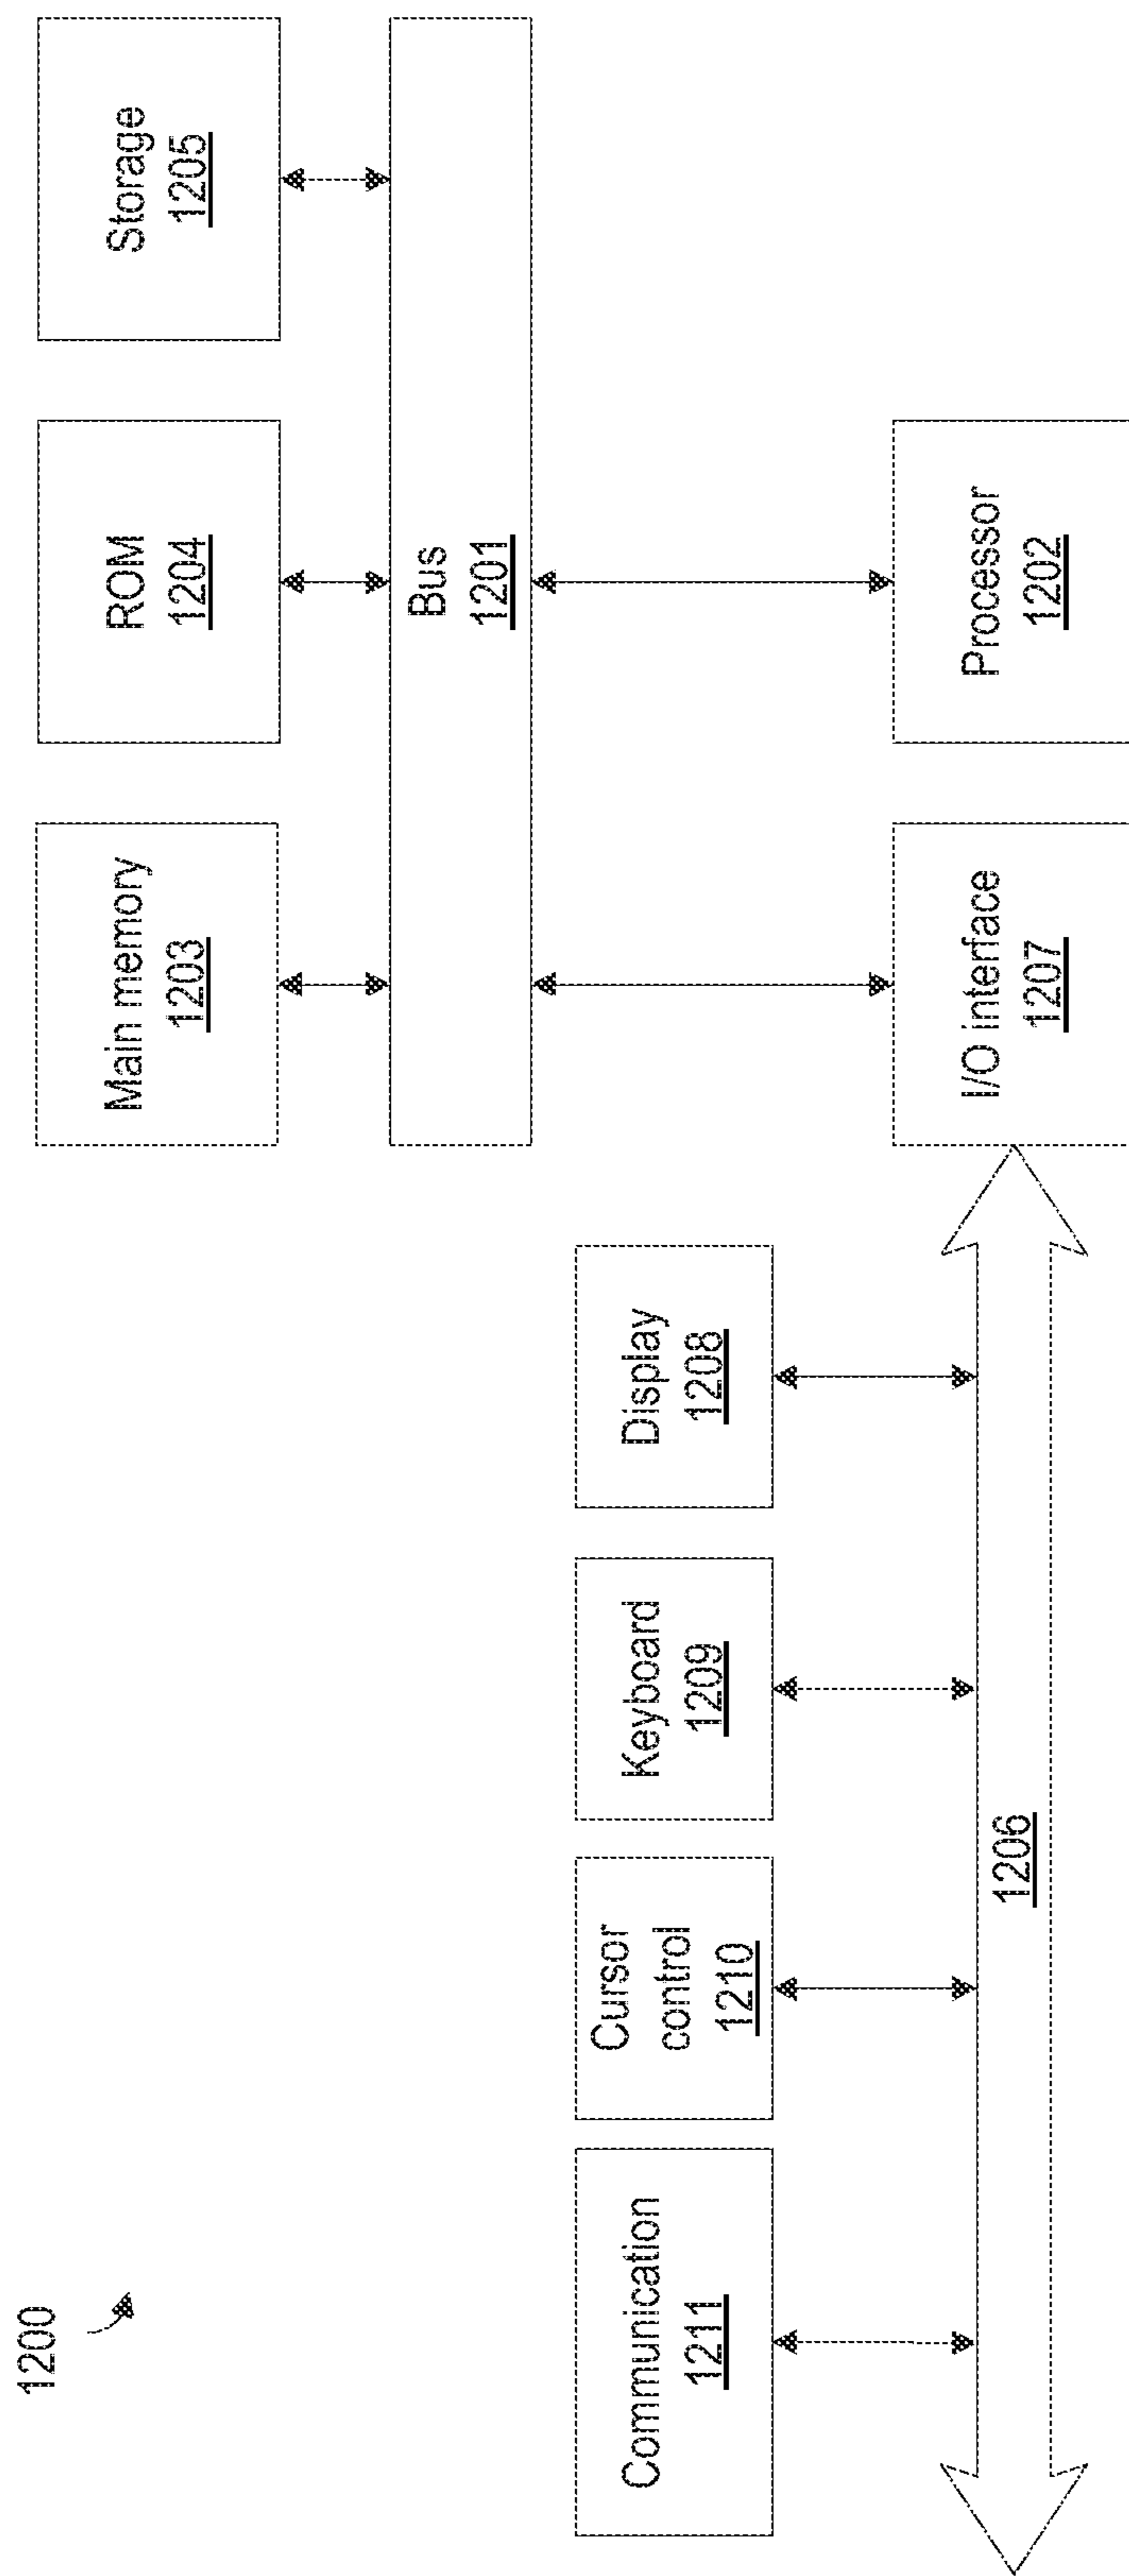 1200
Main memory
1203
ROM
1204
Storage
1205
Bus
1201
Communication
1211
Cursor
control
1210
Keyboard
1209
Display
1208
I/O interface
1207
Processor
1202
1206